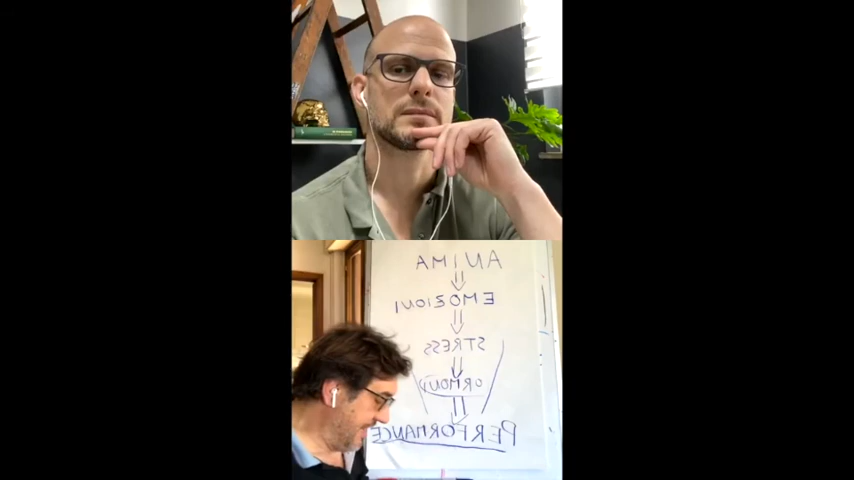 ANIMA
EMOZIONI
STRESS
ORMONI
PERFORMANCE